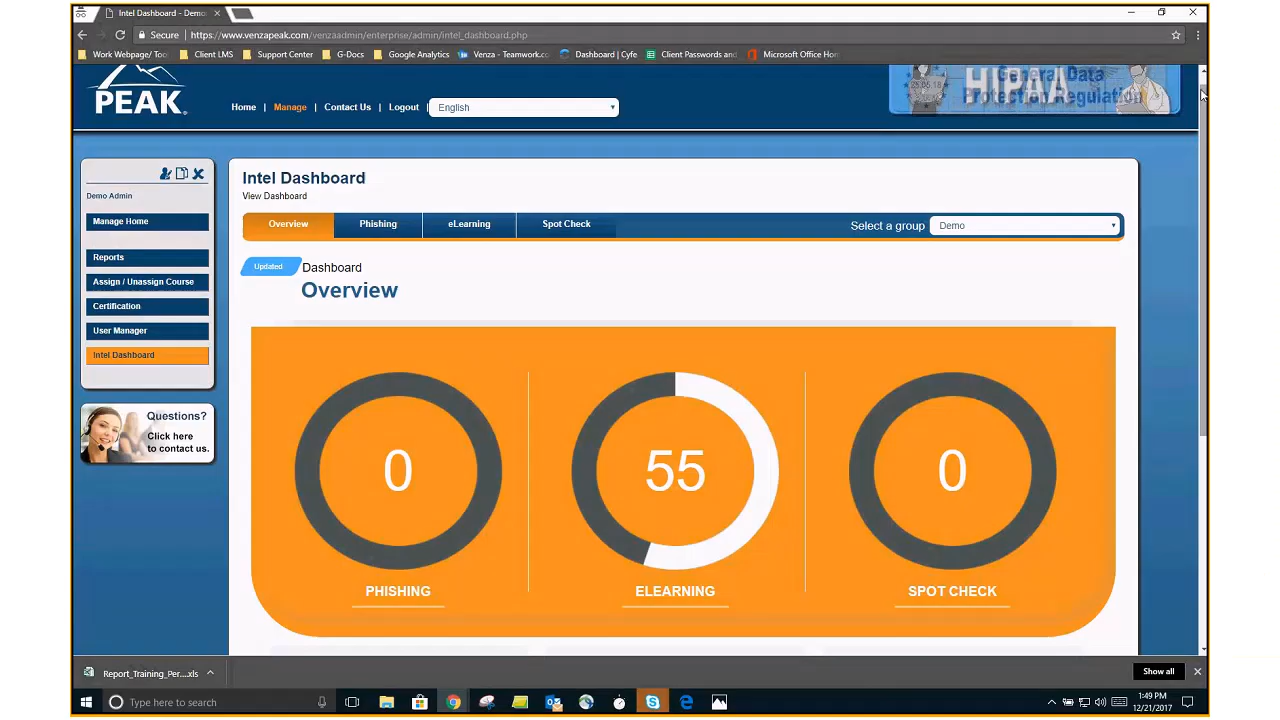 Intel Dashboard - Demo
Secure | https://www.venzapeak.com/venzaadmin/enterprise/admin/intel_dashboard.php
Work Webpage/ Too
Client LMS
Support Center
G-Docs
Google Analytics
Venza - Teamwork.c
Dashboard | Cyfe
Client Passwords and
Microsoft Office Hom
PEAK
Home | Manage | Contact Us | Logout | English
HIPAA
General Data
Protection Regulation
Demo Admin
Manage Home
Reports
Assign / Unassign Course
Certification
User Manager
Intel Dashboard
Questions?
Click here
to contact us.
Intel Dashboard
View Dashboard
Overview
Phishing
eLearning
Spot Check
Select a group
Demo
Updated
Dashboard
Overview
0
55
0
PHISHING
ELEARNING
SPOT CHECK
Report_Training_Per....xls
Show all
Type here to search
1:49 PM
12/21/2017